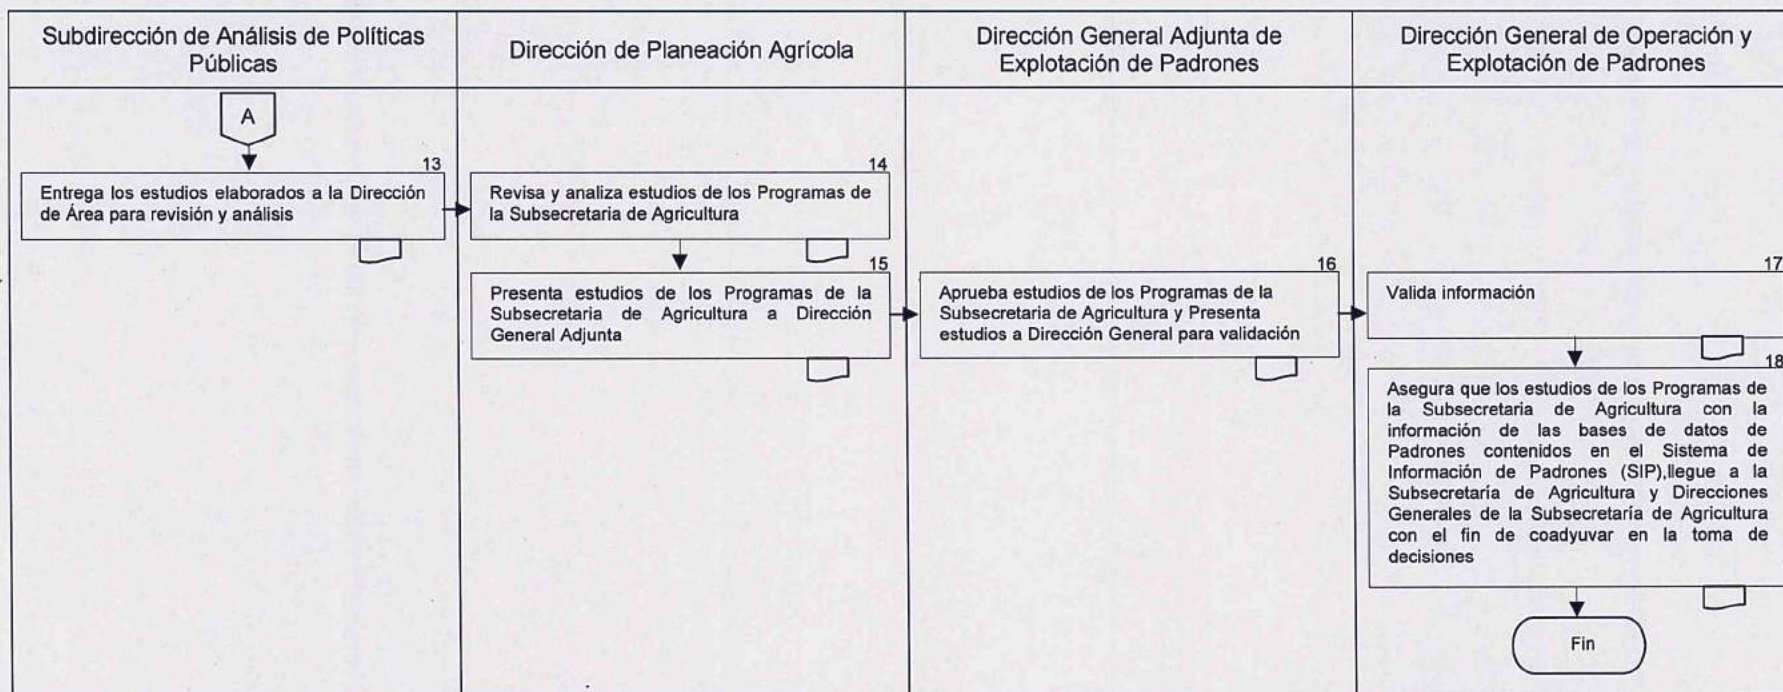 Subdirección de Análisis de Políticas
Públicas
Dirección de Planeación Agrícola
Dirección General Adjunta de
Explotación de Padrones
Dirección General de Operación y
Explotación de Padrones
A
13
Entrega los estudios elaborados a la Dirección
de Área para revisión y análisis
14
Revisa y analiza estudios de los Programas de
la Subsecretaria de Agricultura
15
Presenta estudios de los Programas de la
Subsecretaria de Agricultura a Dirección
General Adjunta
16
Aprueba estudios de los Programas de la
Subsecretaria de Agricultura y Presenta
estudios a Dirección General para validación
17
Valida información
18
Asegura que los estudios de los Programas de
la Subsecretaria de Agricultura con la
información de las bases de datos de
Padrones contenidos en el Sistema de
Información de Padrones (SIP),llegue a la
Subsecretaría de Agricultura y Direcciones
Generales de la Subsecretaría de Agricultura
con el fin de coadyuvar en la toma de
decisiones
Fin